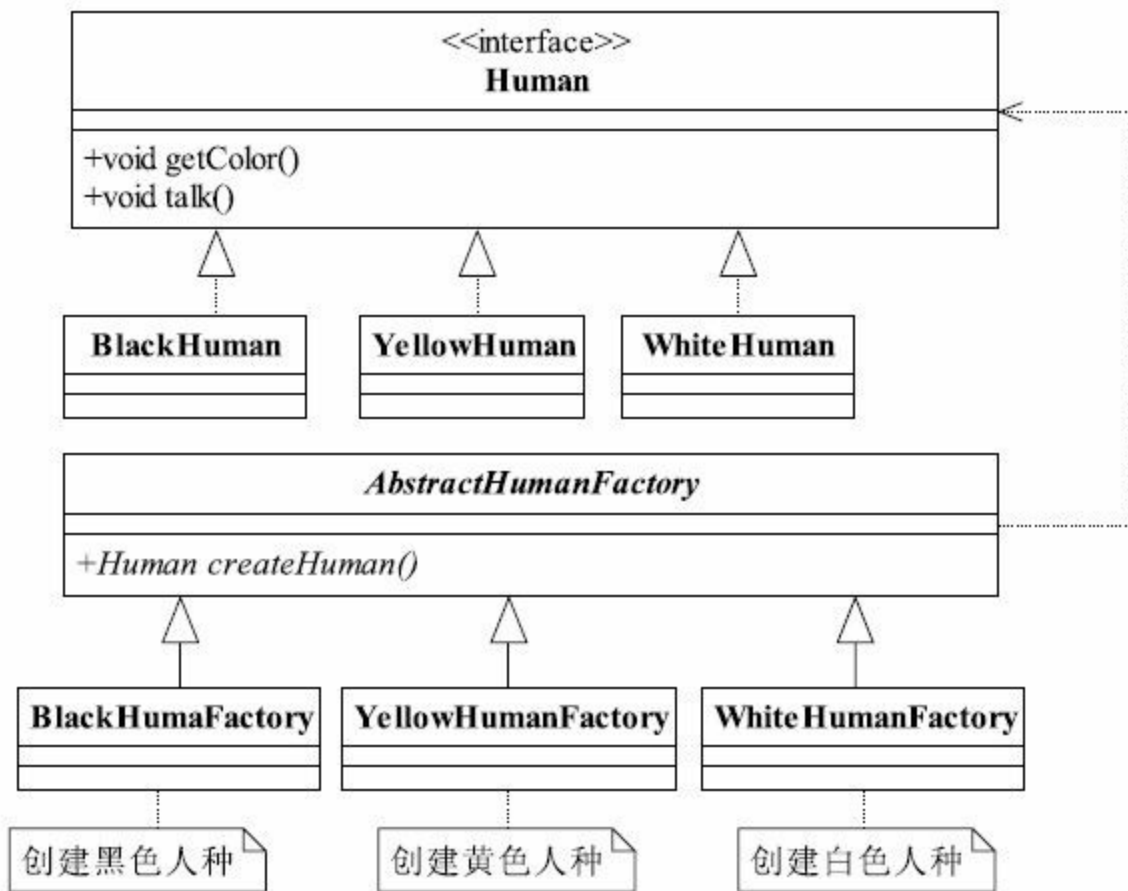 <<interface>>
Human
+void getColor()
+void talk()
BlackHuman
YellowHuman
WhiteHuman
AbstractHumanFactory
+Human createHuman()
BlackHumaFactory
YellowHumanFactory
WhiteHumanFactory
创建黑色人种
创建黄色人种
创建白色人种